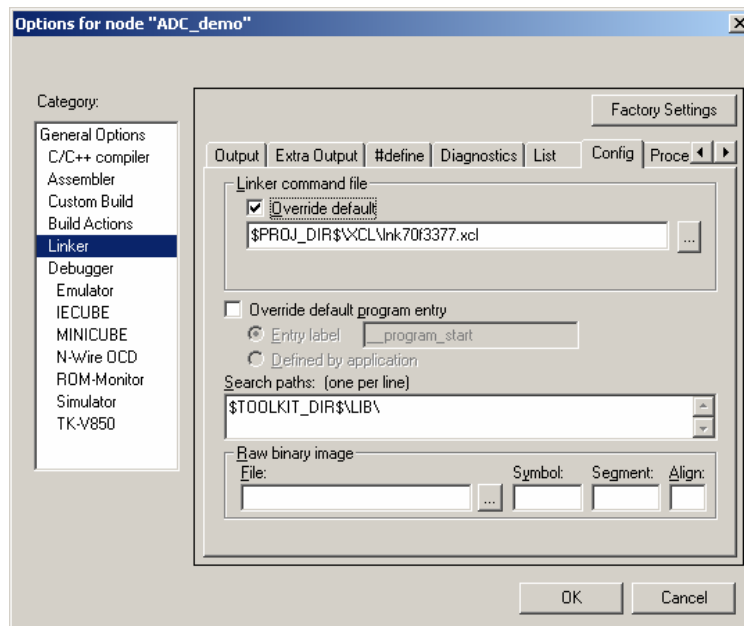 Options for node "ADC_demo"
Category:
General Options
C/C++ compiler
Assembler
Custom Build
Build Actions
Linker
Debugger
Emulator
IECUBE
MINICUBE
N-Wire OCD
ROM-Monitor
Simulator
TK-V850
Factory Settings
Output Extra Output #define Diagnostics List Config Proce
Linker command file
Override default
$PROJ_DIR$\XCL\lnk70f3377.xcl
...
Override default program entry
Entry label __program_start
Defined by application
Search paths: (one per line)
$TOOLKIT_DIR$\LIB\
Raw binary image
File: Symbol: Segment: Align:
...
OK Cancel